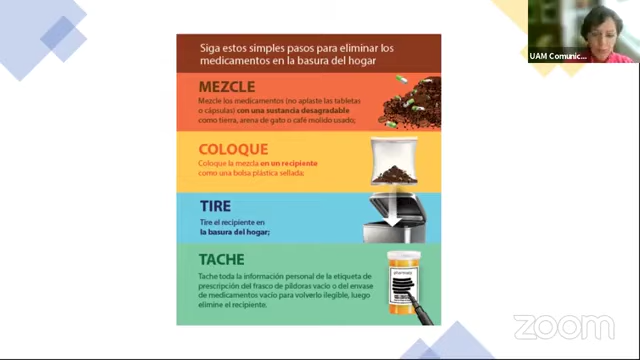 Siga estos simples pasos para eliminar los
medicamentos en la basura del hogar
MEZCLE
Mezcle los medicamentos (no aplaste las tabletas
o cápsulas) con una sustancia desagradable
como tierra, arena de gato o café molido usado;
COLOQUE
Coloque la mezcla en un recipiente
como una bolsa plástica sellada;
TIRE
Tire el recipiente en
la basura del hogar;
TACHE
Tache toda la información personal de la etiqueta de
prescripción del frasco de píldoras vacío o del envase
de medicamentos vacío para volverlo ilegible, luego
elimine el recipiente.
pharmacy
UAM Comunic...
zoom